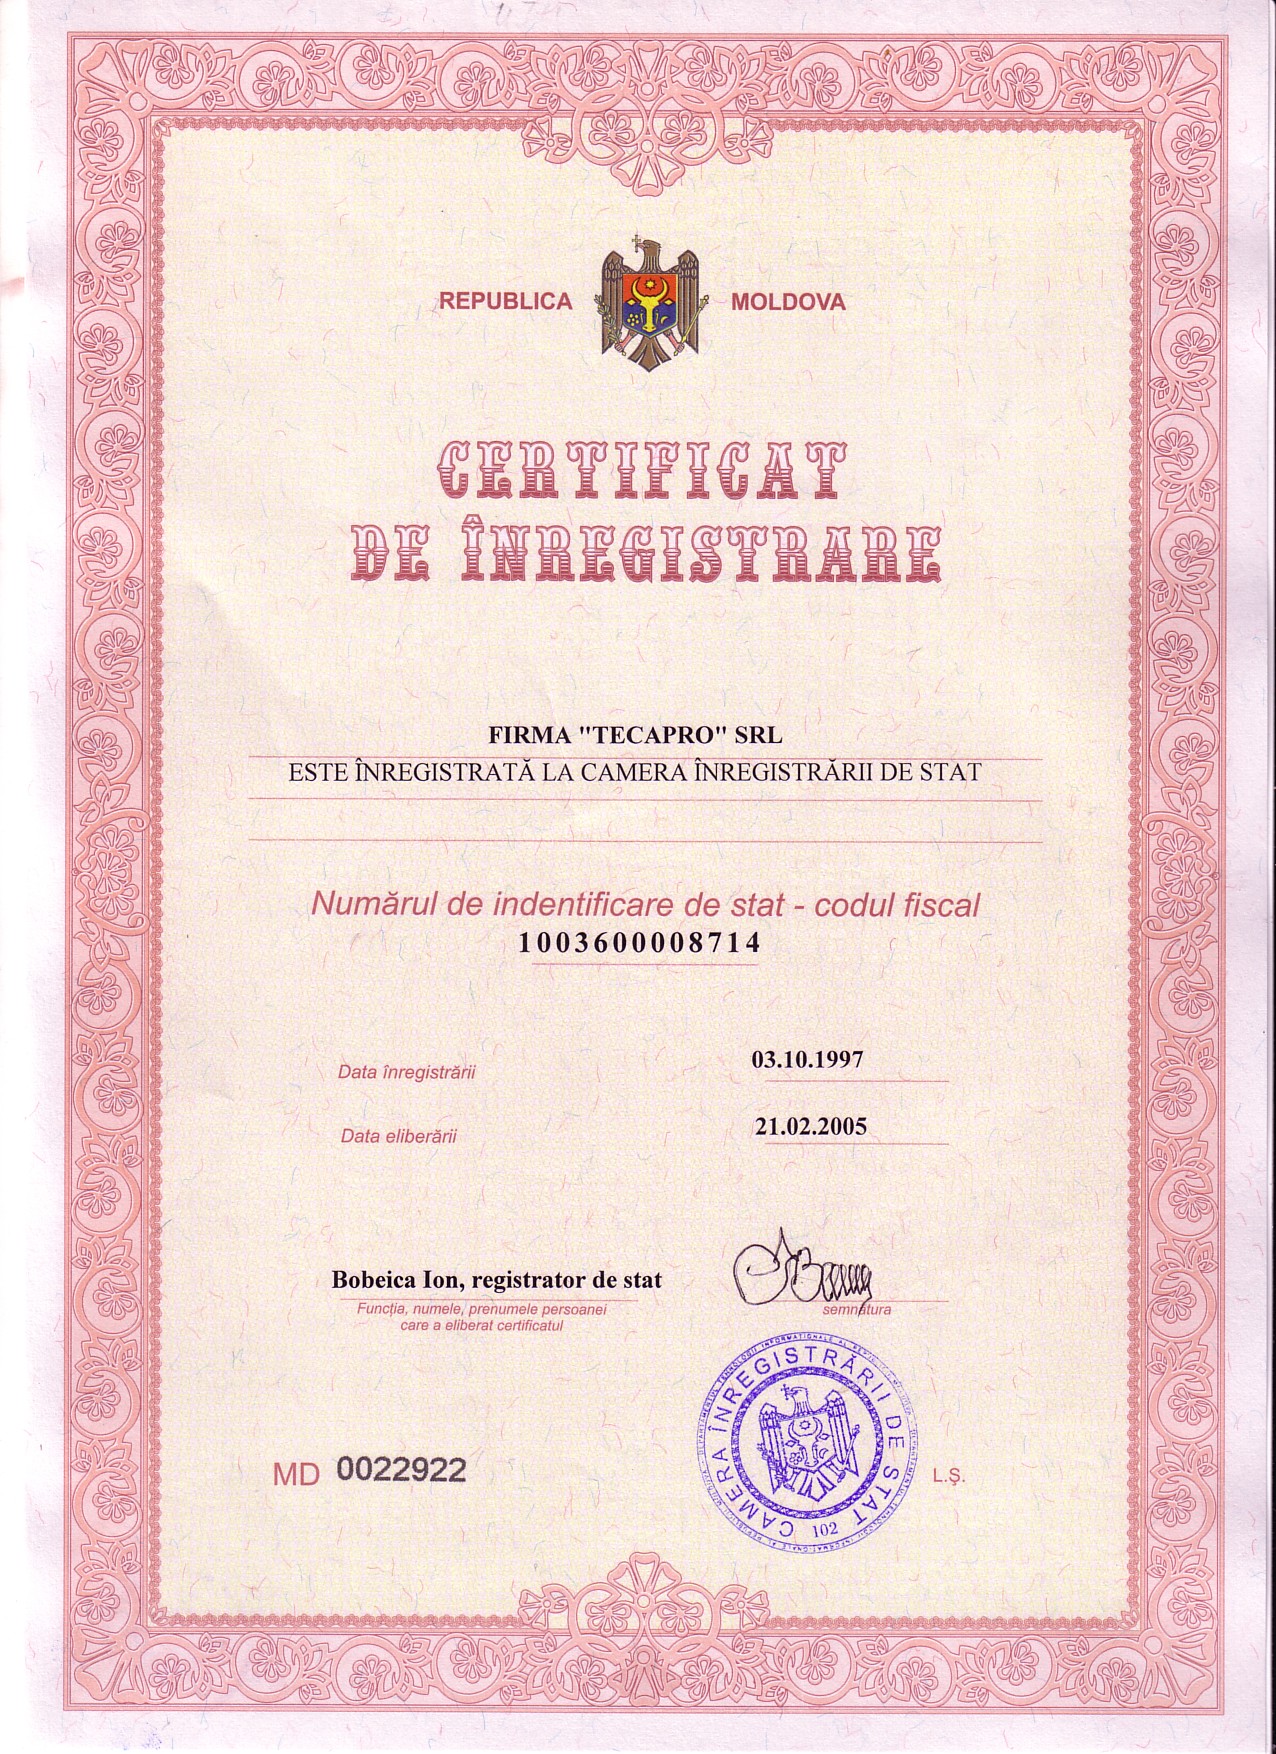 REPUBLICA MOLDOVA
CERTIFICAT
DE ÎNREGISTRARE
FIRMA "TECAPRO" SRL
ESTE ÎNREGISTRATĂ LA CAMERA ÎNREGISTRĂRII DE STAT
Numărul de indentificare de stat - codul fiscal
1003600008714
Data înregistrării 03.10.1997
Data eliberării 21.02.2005
Bobeica Ion, registrator de stat
Funcția, numele, prenumele persoanei
care a eliberat certificatul
semnătura
CAMERA ÎNREGISTRĂRII DE STAT
102
MD 0022922
L.Ș.